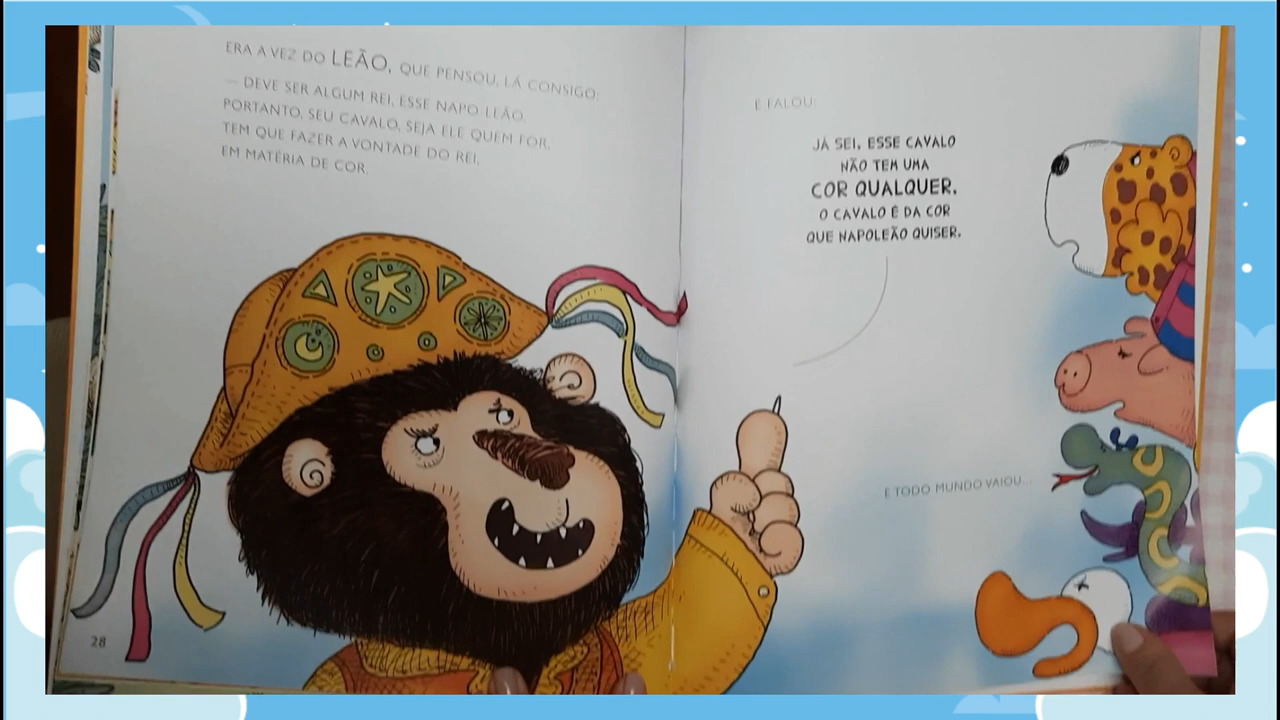 ERA A VEZ DO LEÃO, QUE PENSOU, LÁ CONSIGO:
— DEVE SER ALGUM REI, ESSE NAPO LEÃO.
PORTANTO, SEU CAVALO, SEJA ELE QUEM FOR,
TEM QUE FAZER A VONTADE DO REI,
EM MATÉRIA DE COR.
28
E FALOU:
JÁ SEI, ESSE CAVALO
NÃO TEM UMA
COR QUALQUER.
O CAVALO É DA COR
QUE NAPOLEÃO QUISER.
E TODO MUNDO VAIOU...